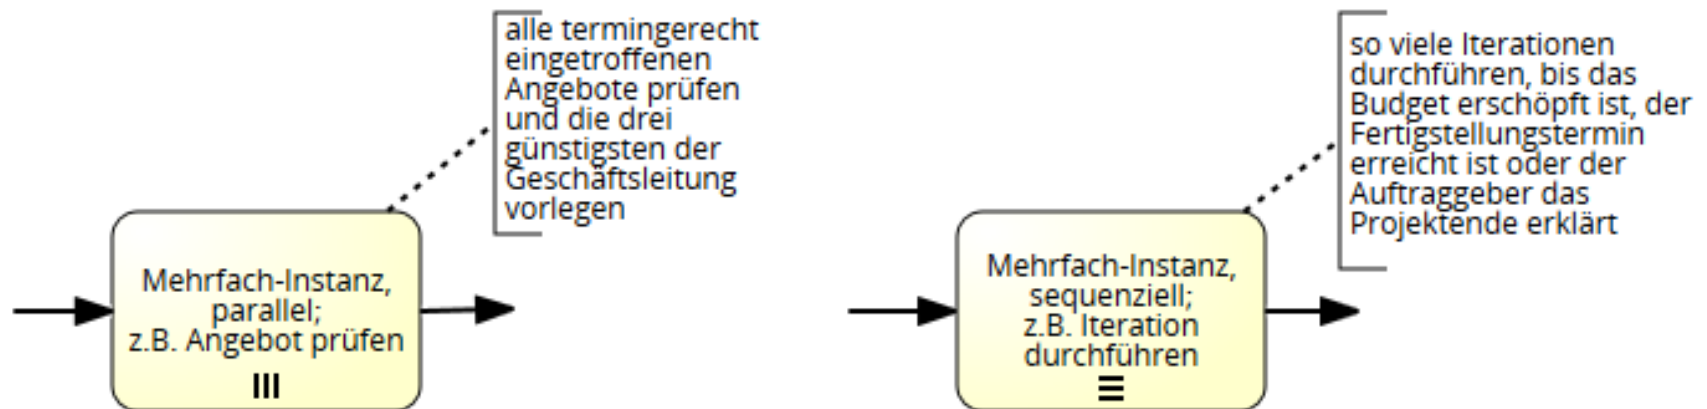 alle termingerecht
eingetroffenen
Angebote prüfen
und die drei
günstigsten der
Geschäftsleitung
vorlegen
Mehrfach-Instanz,
parallel;
z.B. Angebot prüfen
so viele Iterationen
durchführen, bis das
Budget erschöpft ist, der
Fertigstellungstermin
erreicht ist oder der
Auftraggeber das
Projektende erklärt
Mehrfach-Instanz,
sequenziell;
z.B. Iteration
durchführen